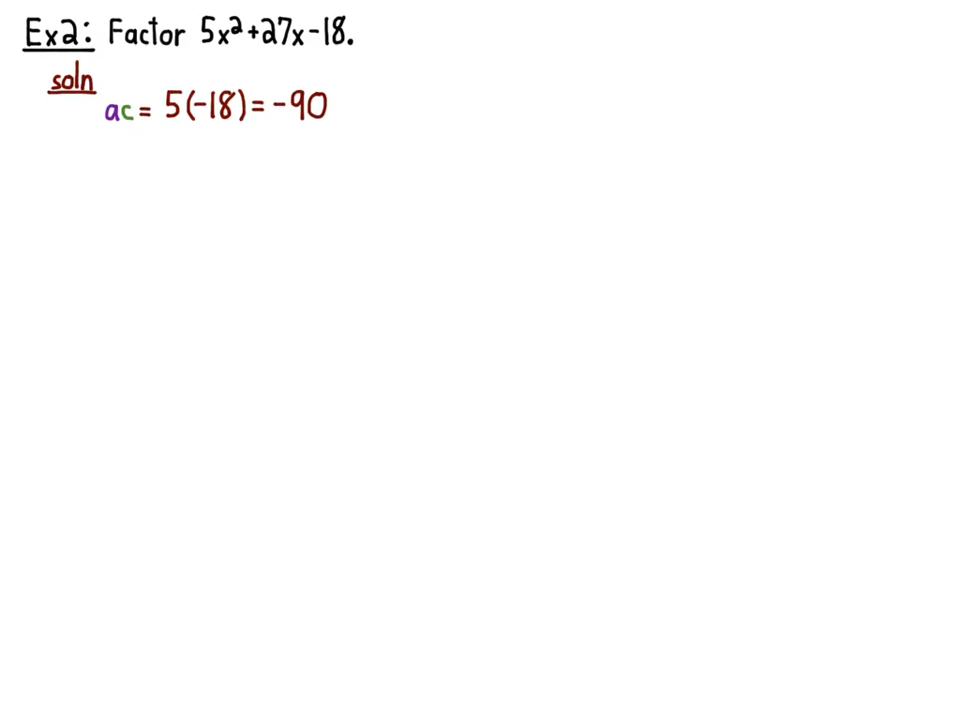 Ex2: Factor 5x²+27x-18.
soln
ac = 5(-18) = -90